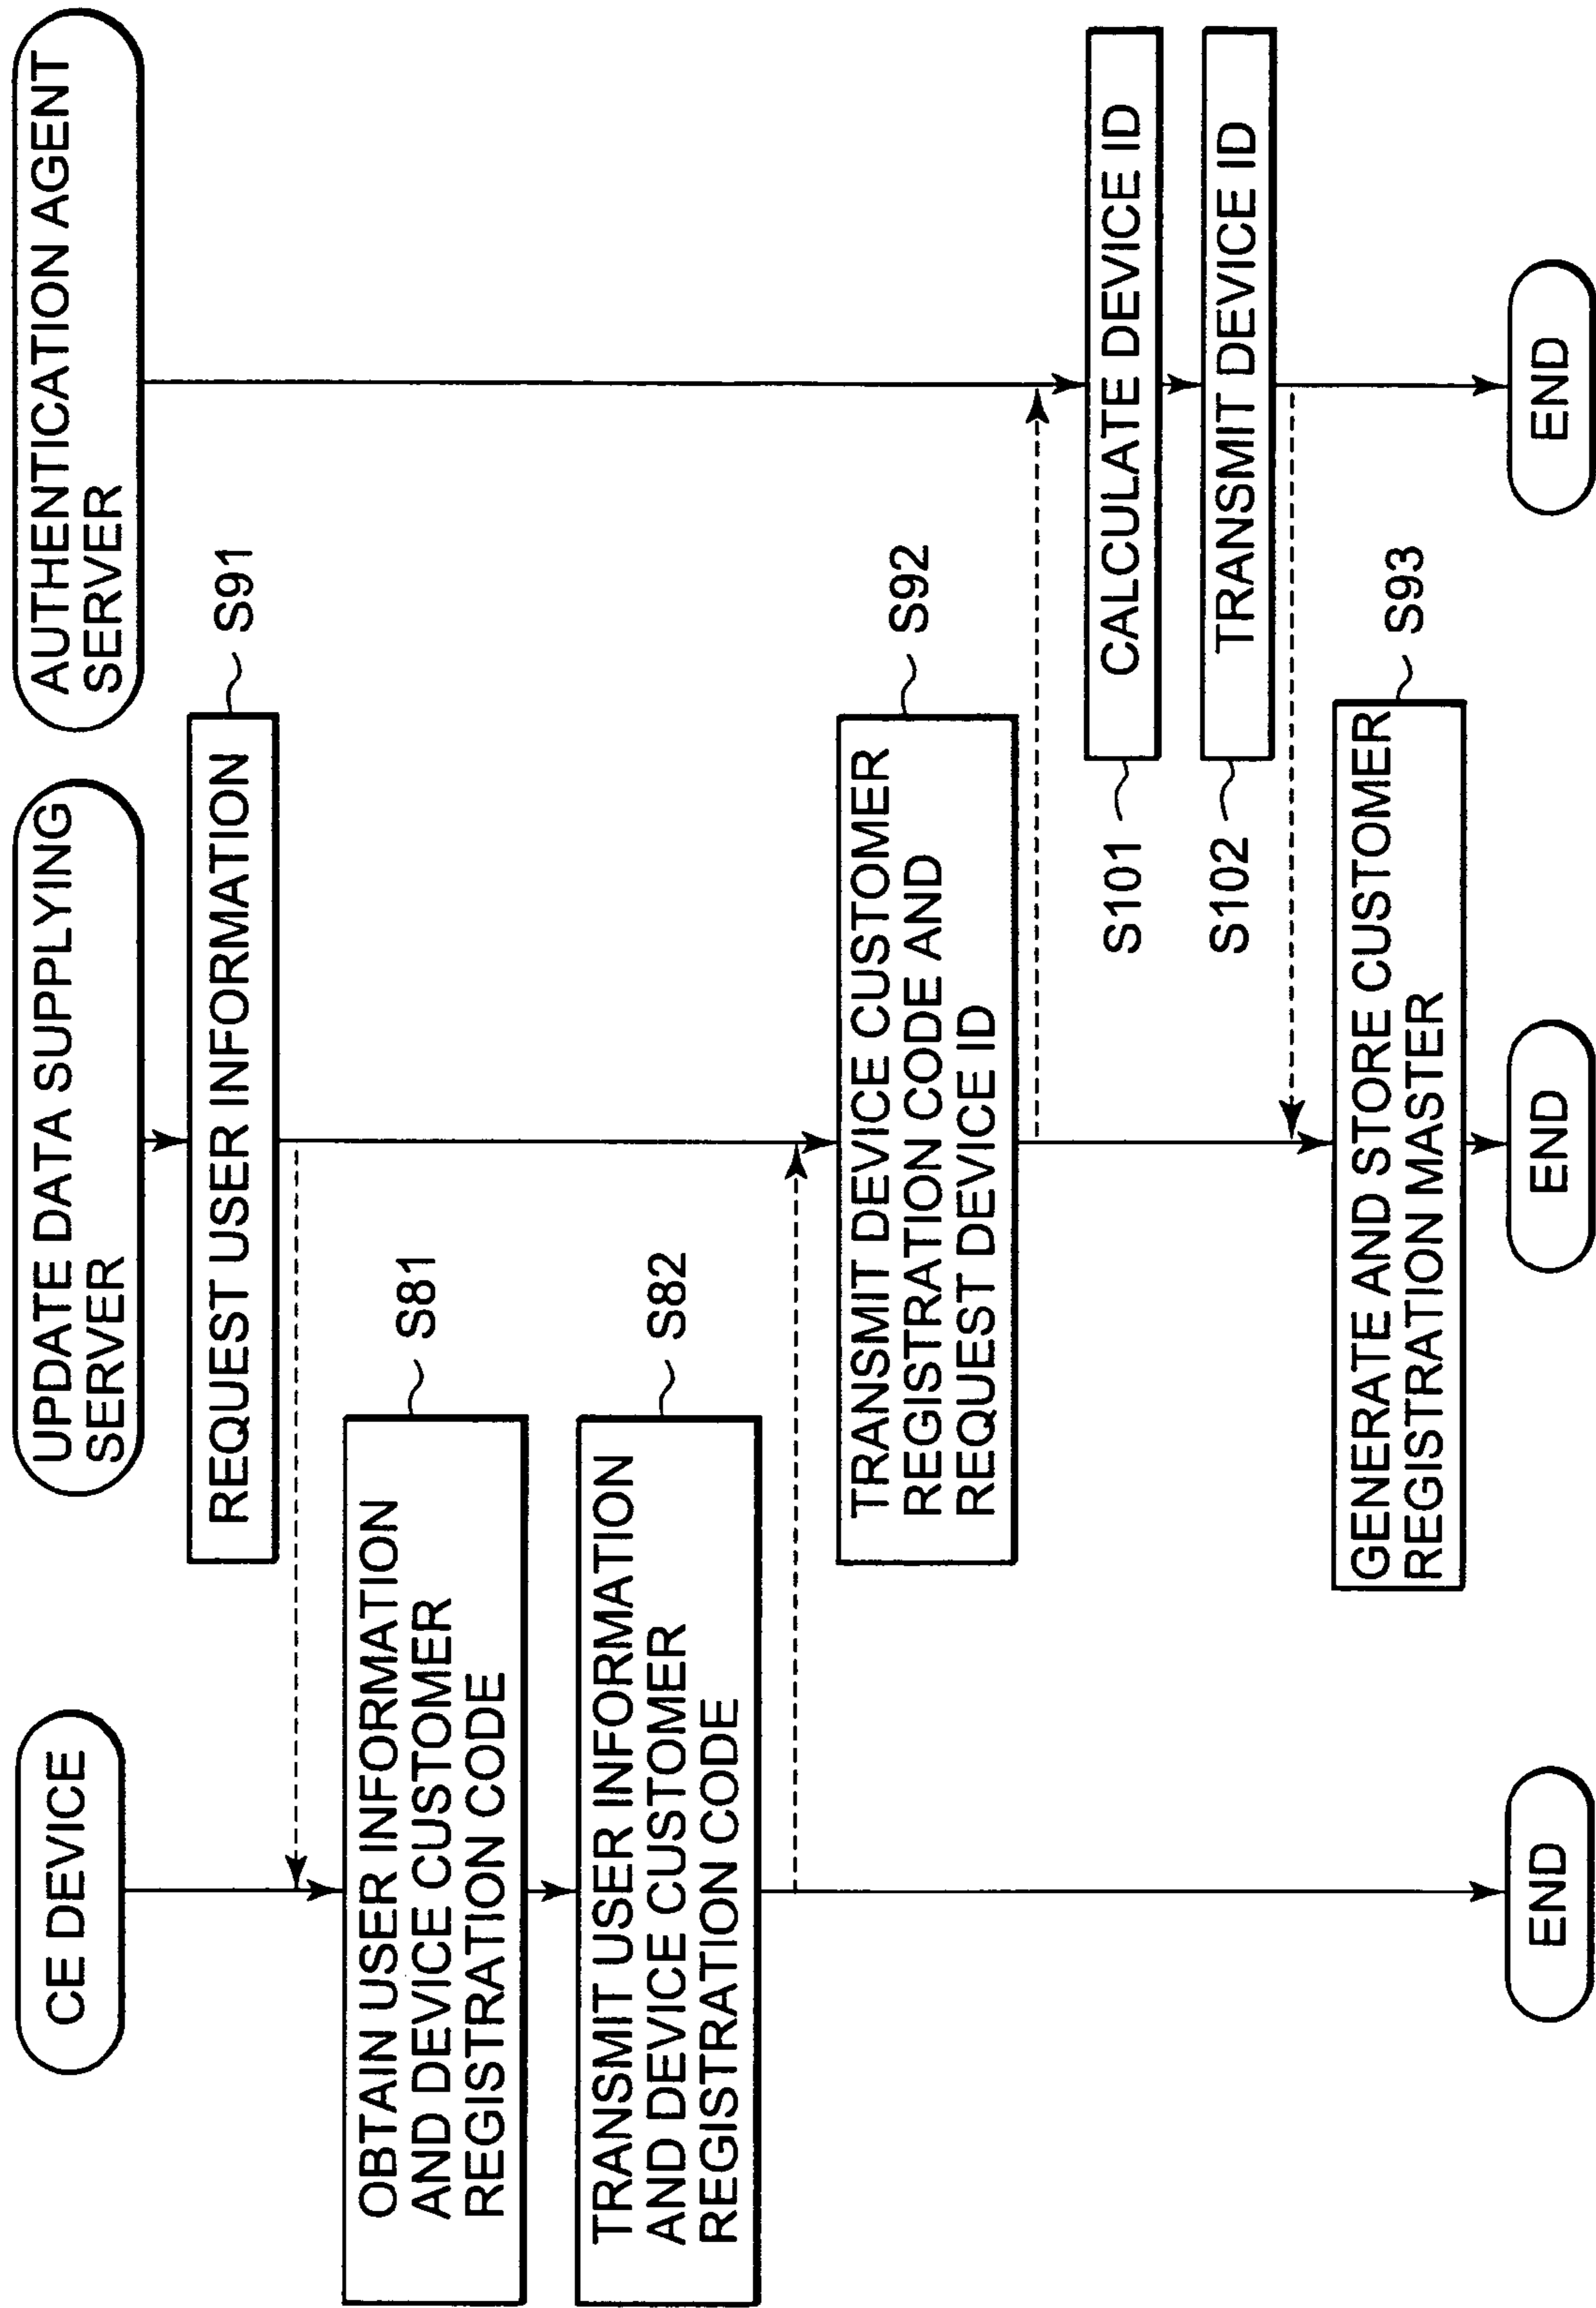 CE DEVICE
UPDATE DATA SUPPLYING
SERVER
AUTHENTICATION AGENT
SERVER
REQUEST USER INFORMATION
S91
OBTAIN USER INFORMATION
AND DEVICE CUSTOMER
REGISTRATION CODE
S81
TRANSMIT USER INFORMATION
AND DEVICE CUSTOMER
REGISTRATION CODE
S82
TRANSMIT DEVICE CUSTOMER
REGISTRATION CODE AND
REQUEST DEVICE ID
S92
S101
CALCULATE DEVICE ID
S102
TRANSMIT DEVICE ID
GENERATE AND STORE CUSTOMER
REGISTRATION MASTER
S93
END
END
END